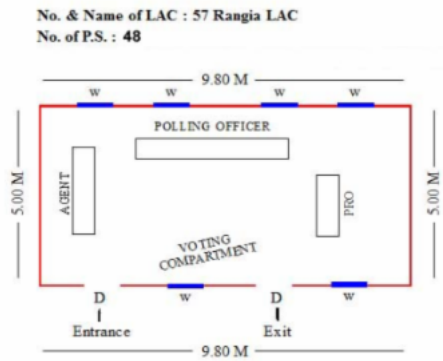 No. & Name of LAC : 57 Rangia LAC
No. of P.S. : 48
9.80 M
W W W W
POLLING OFFICER
5.00 M
AGENT
PRO
5.00 M
VOTING
COMPARTMENT
D W D W
Entrance Exit
9.80 M